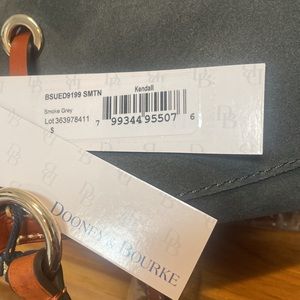 BSUED9199 SMTN
Kendall
Smoke Grey
Lot 363978411
S
7 99344 95507 6
DOONEY & BOURKE